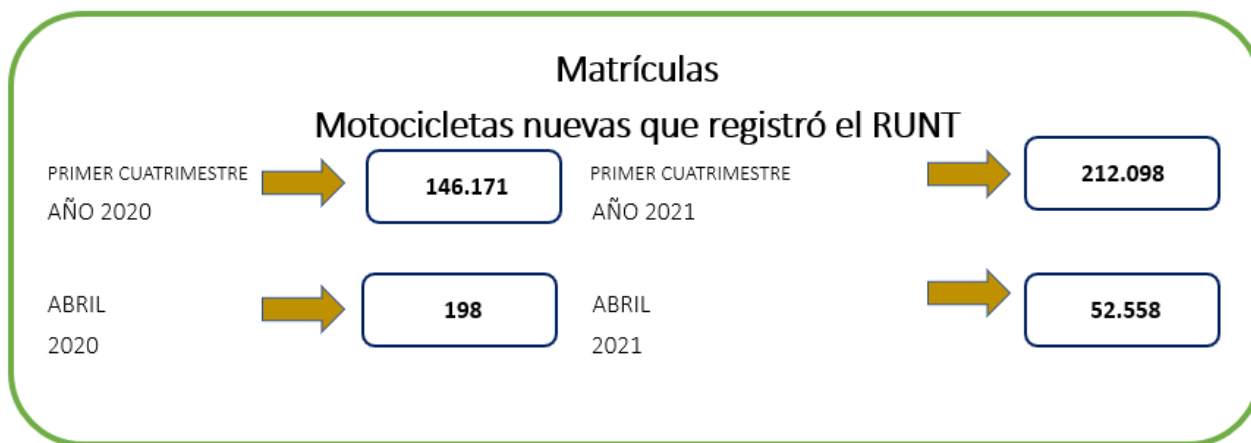 Matrículas
Motocicletas nuevas que registró el RUNT
PRIMER CUATRIMESTRE
AÑO 2020
146.171
PRIMER CUATRIMESTRE
AÑO 2021
212.098
ABRIL
2020
198
ABRIL
2021
52.558